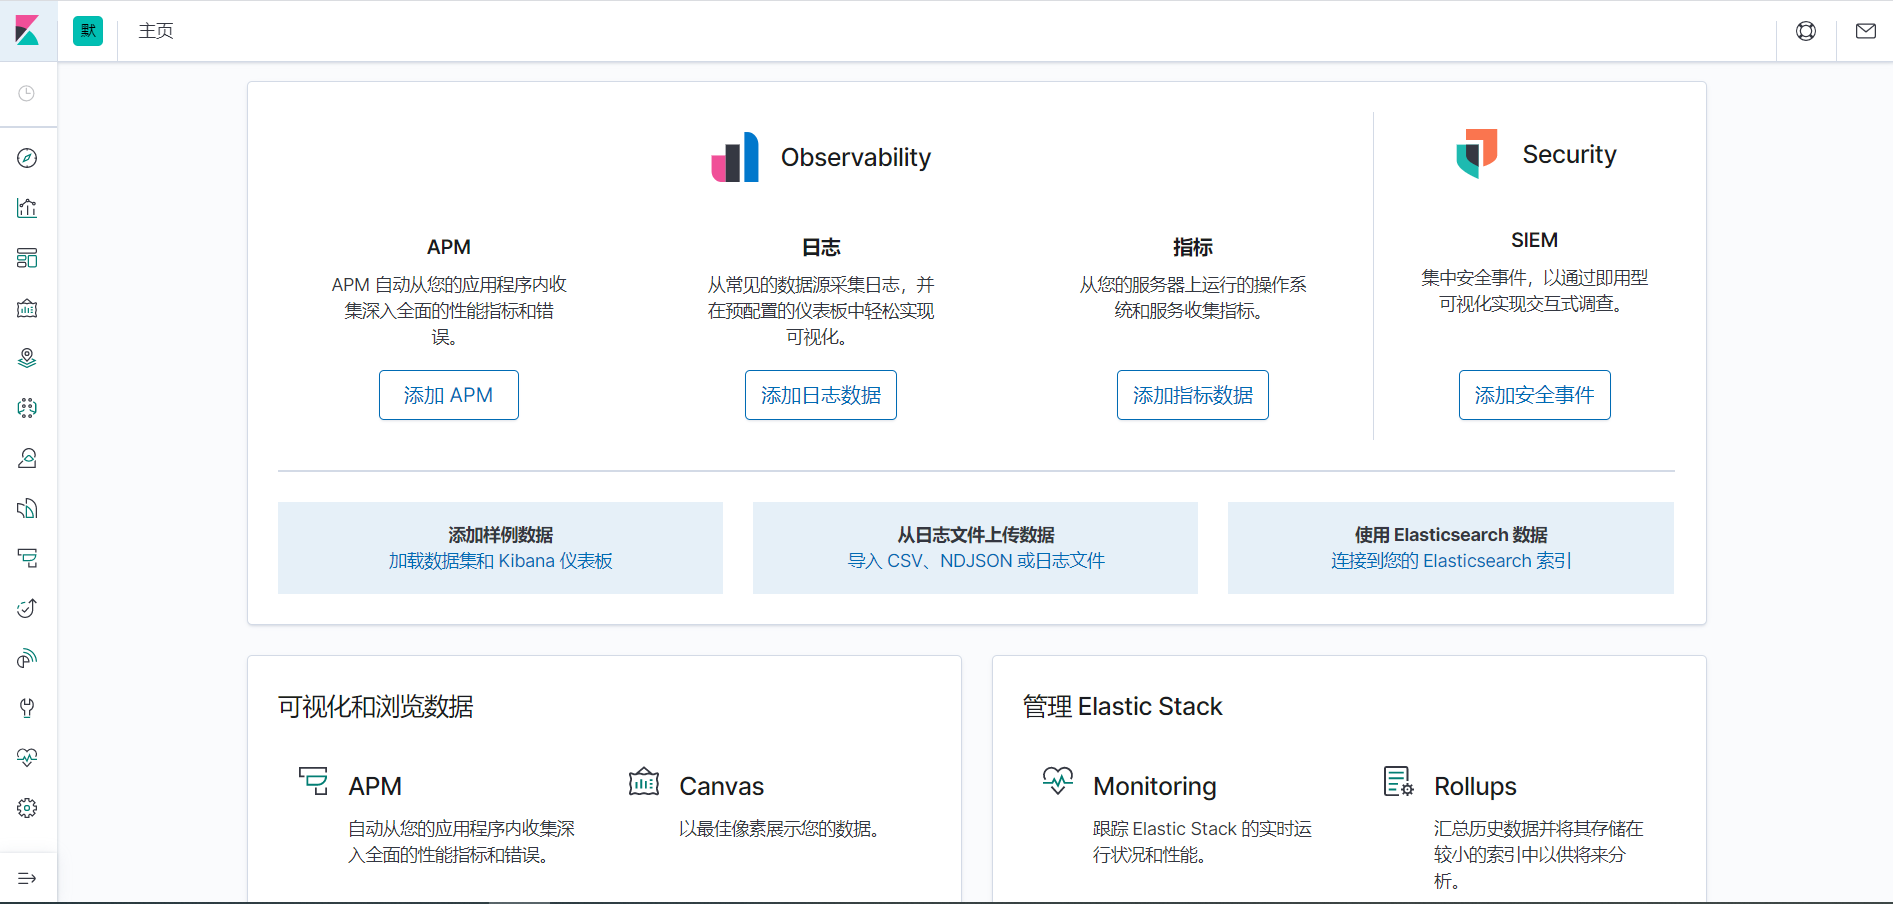 默
主页
Observability
Security
APM
APM 自动从您的应用程序内收
集深入全面的性能指标和错
误。
添加 APM
日志
从常见的数据源采集日志，并
在预配置的仪表板中轻松实现
可视化。
添加日志数据
指标
从您的服务器上运行的操作系
统和服务收集指标。
添加指标数据
SIEM
集中安全事件，以通过即用型
可视化实现交互式调查。
添加安全事件
添加样例数据
加载数据集和 Kibana 仪表板
从日志文件上传数据
导入 CSV、NDJSON 或日志文件
使用 Elasticsearch 数据
连接到您的 Elasticsearch 索引
可视化和浏览数据
APM
自动从您的应用程序内收集深
入全面的性能指标和错误。
Canvas
以最佳像素展示您的数据。
管理 Elastic Stack
Monitoring
跟踪 Elastic Stack 的实时运
行状况和性能。
Rollups
汇总历史数据并将其存储在
较小的索引中以供将来分
析。